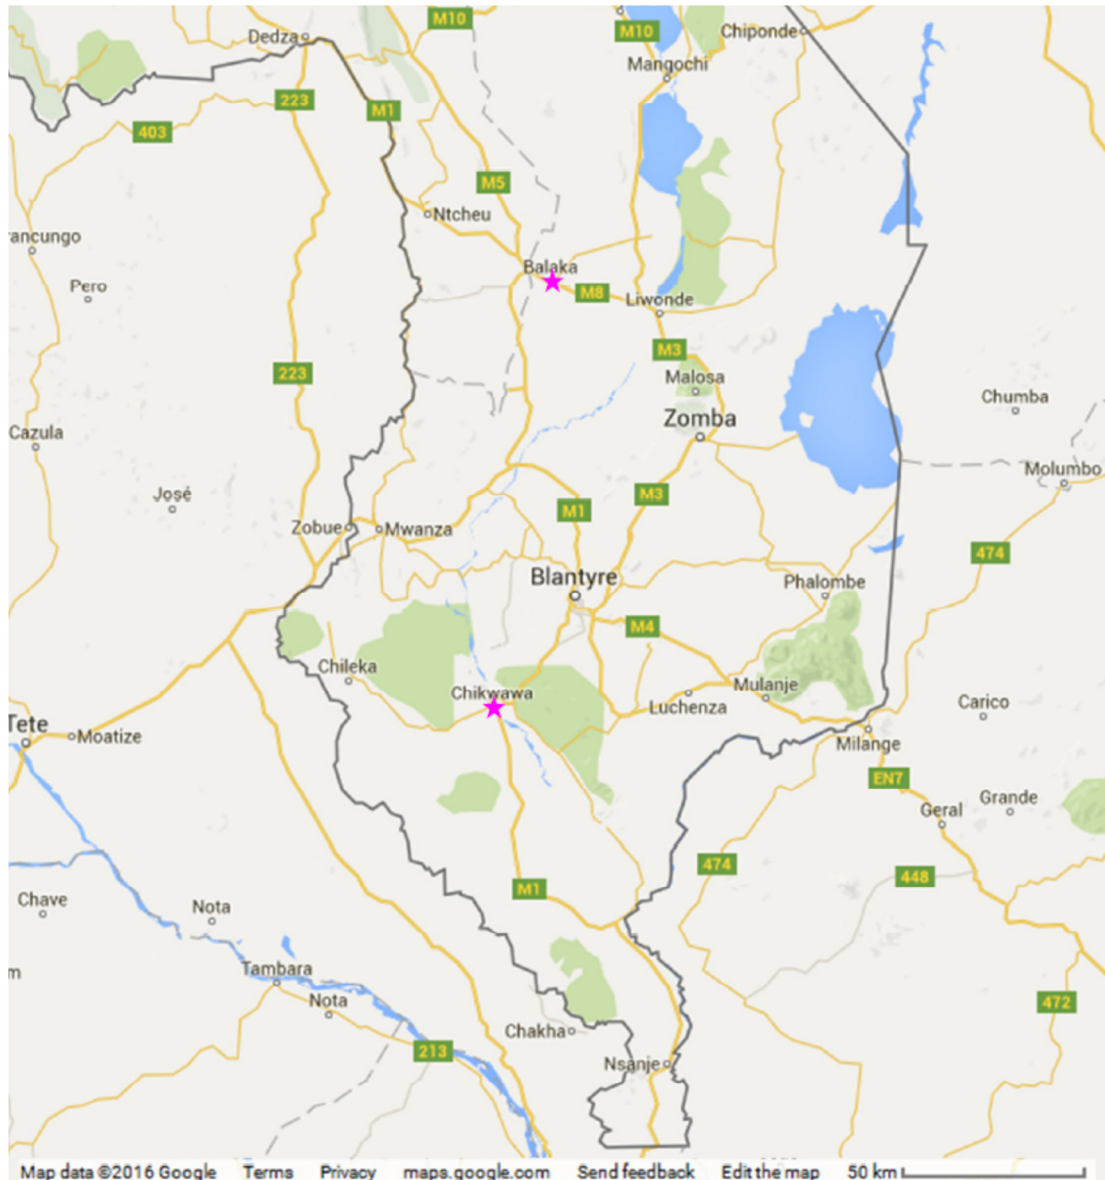 M10
Dedza
M10
Chiponde
Mangochi
223
M1
403
M5
Ntcheu
rancungo
Pero
Balaka
M8
Liwonde
M3
223
Malosa
Chumba
Zomba
Cazula
Molumbo
José
M3
M1
Zobue
Mwanza
474
Blantyre
Phalombe
M4
Chileka
Chikwawa
Mulanje
Luchenza
Carico
Tete
Moatize
Milange
EN7
Grande
Geral
474
448
M1
Chave
Nota
Tambara
m
Nota
472
Chakha
213
Nsanje
Map data ©2016 Google Terms Privacy maps.google.com Send feedback Edit the map 50 km